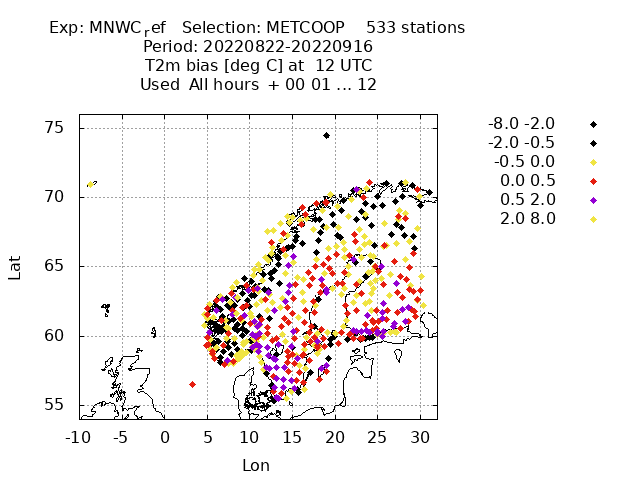 Exp: MNWCref Selection: METCOOP 533 stations
Period: 20220822-20220916
T2m bias [deg C] at 12 UTC
Used All hours + 00 01 ... 12
75
70
65
60
55
-10 -5 0 5 10 15 20 25 30
Lat
Lon
-8.0 -2.0
-2.0 -0.5
-0.5 0.0
0.0 0.5
0.5 2.0
2.0 8.0